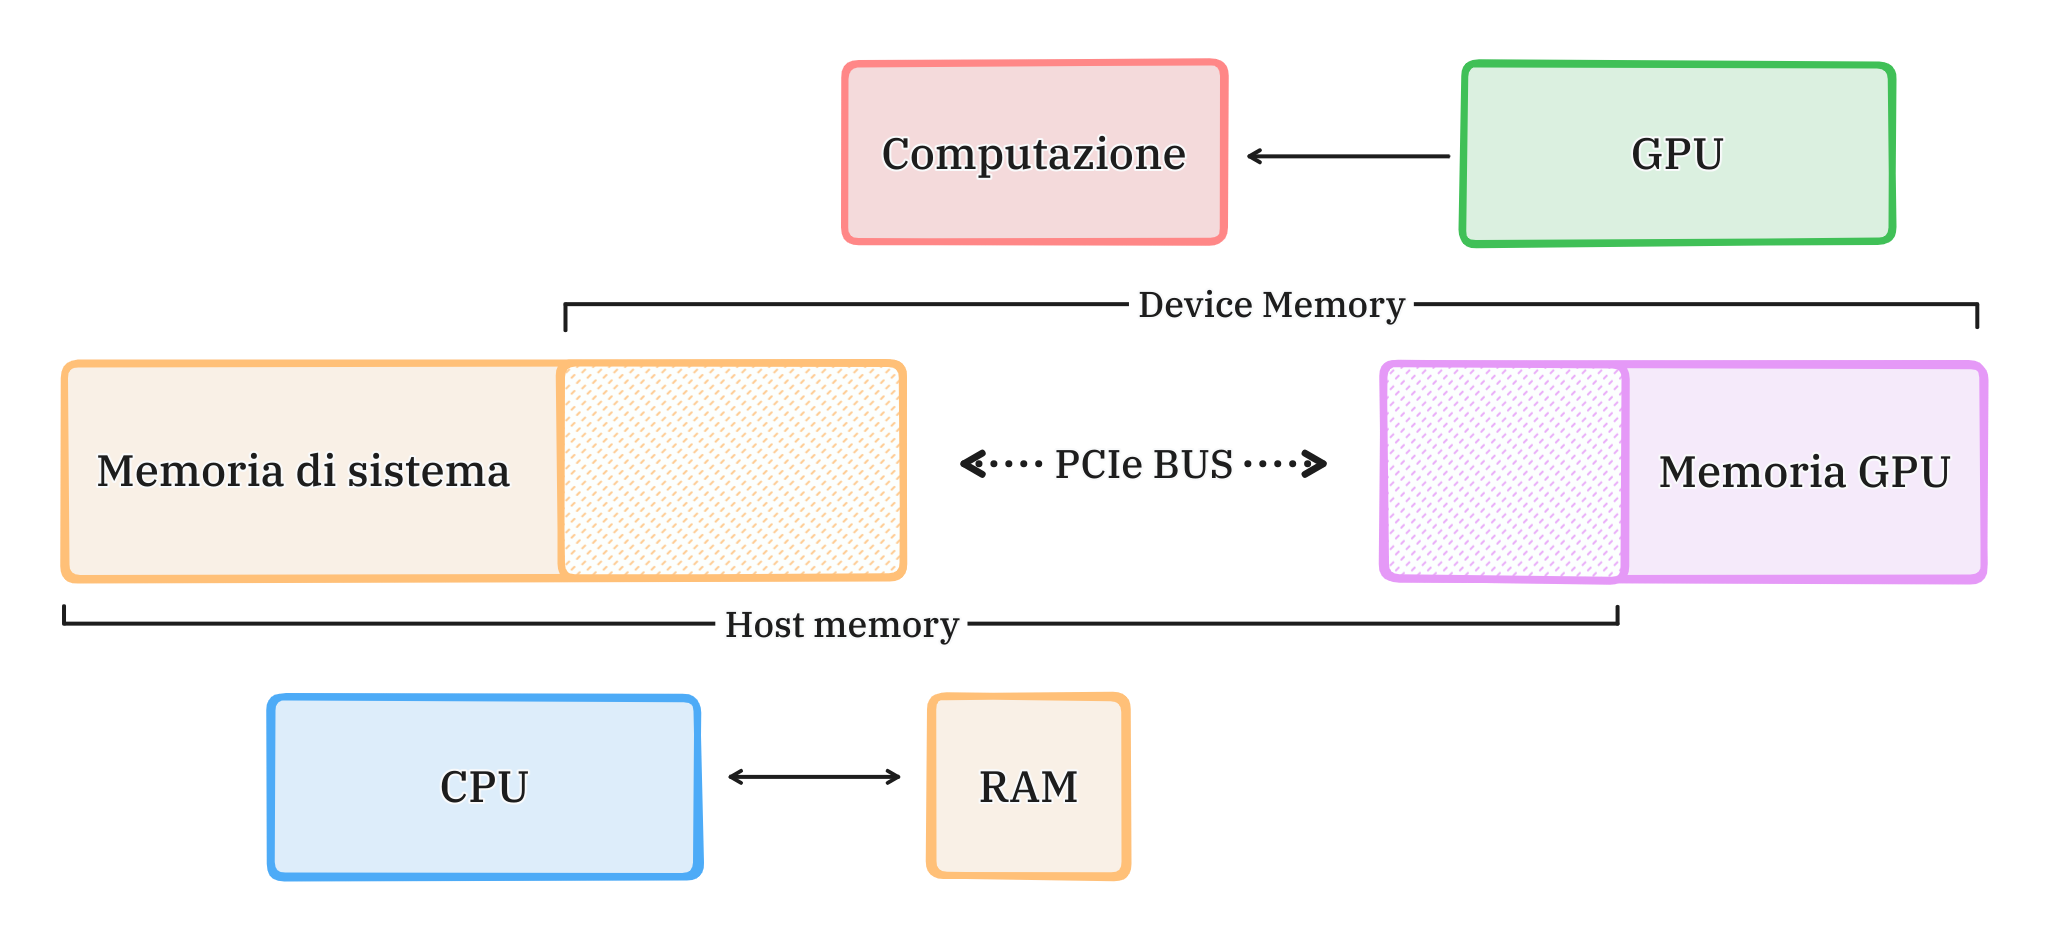 Computazione
GPU
Device Memory
Memoria di sistema
PCIe BUS
Memoria GPU
Host memory
CPU
RAM